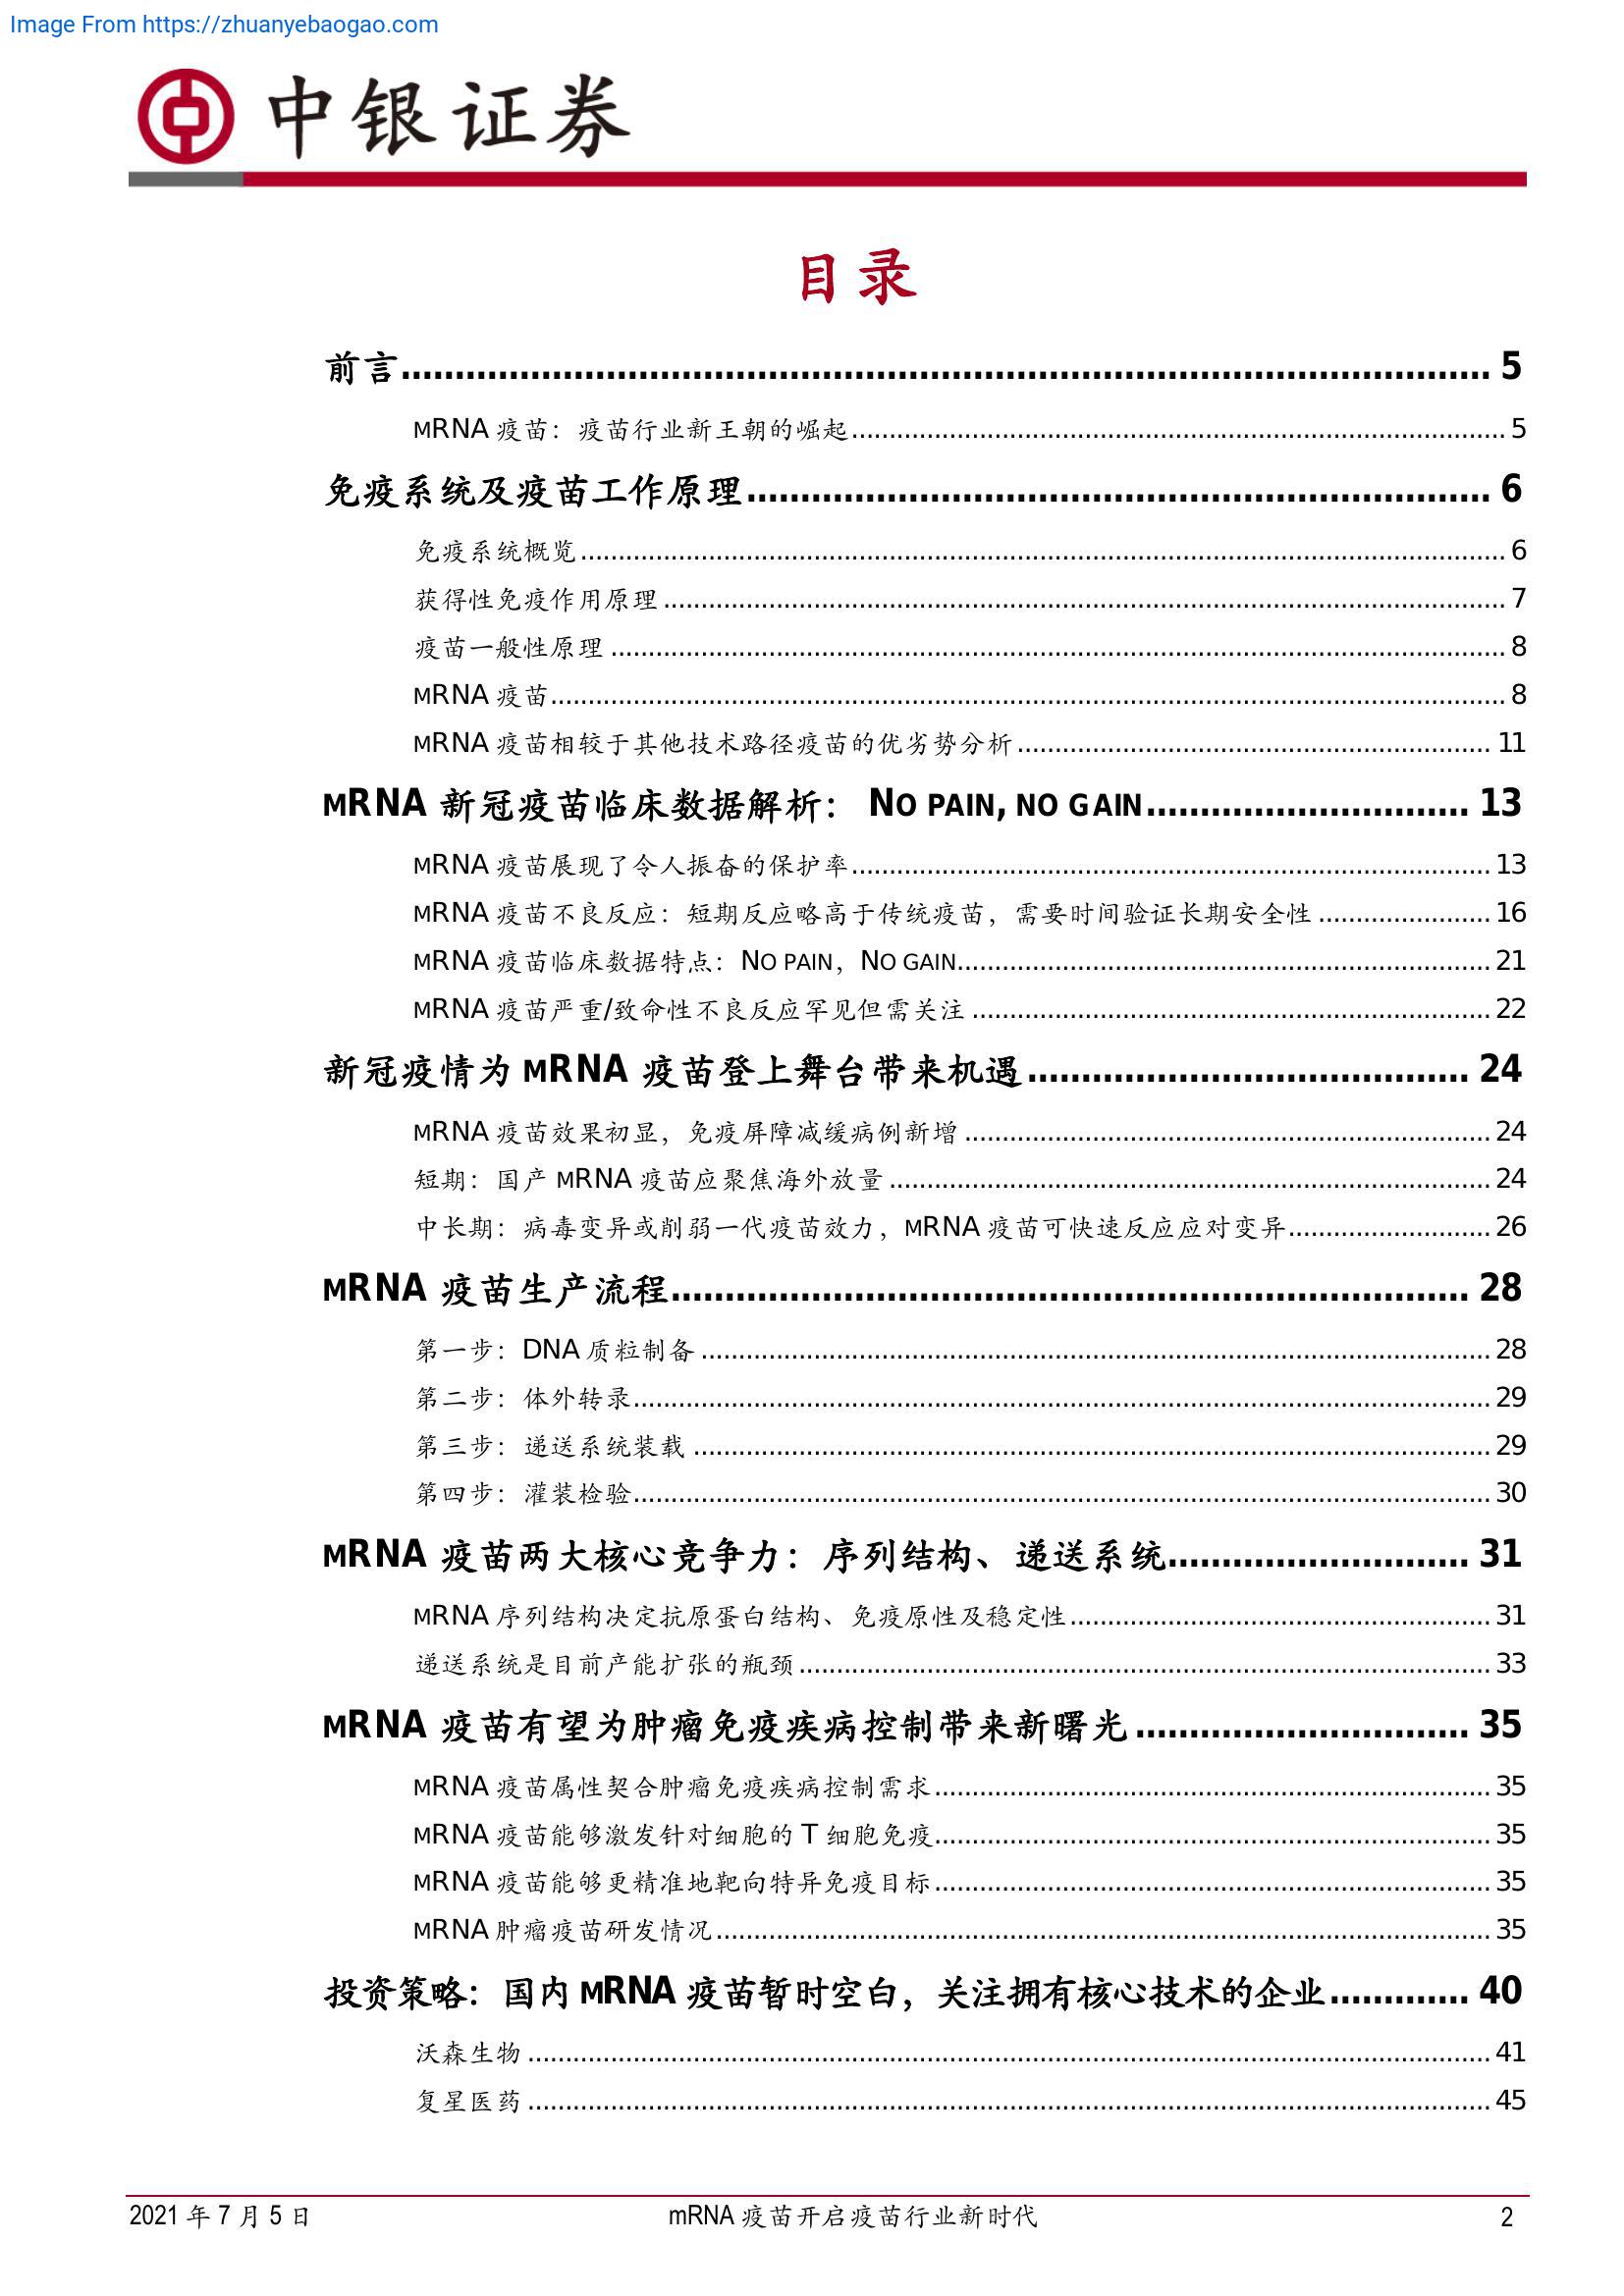 Image From https://zhuanyebaogao.com
中银证券
目录
前言 5
MRNA 疫苗：疫苗行业新王朝的崛起 5
免疫系统及疫苗工作原理 6
免疫系统概览 6
获得性免疫作用原理 7
疫苗一般性原理 8
MRNA 疫苗 8
MRNA 疫苗相较于其他技术路径疫苗的优劣势分析 11
MRNA 新冠疫苗临床数据解析： NO PAIN, NO GAIN 13
MRNA 疫苗展现了令人振奋的保护率 13
MRNA 疫苗不良反应：短期反应略高于传统疫苗，需要时间验证长期安全性 16
MRNA 疫苗临床数据特点：NO PAIN，NO GAIN 21
MRNA 疫苗严重/致命性不良反应罕见但需关注 22
新冠疫情为 MRNA 疫苗登上舞台带来机遇 24
MRNA 疫苗效果初显，免疫屏障减缓病例新增 24
短期：国产 MRNA 疫苗应聚焦海外放量 24
中长期：病毒变异或削弱一代疫苗效力，MRNA 疫苗可快速反应应对变异 26
MRNA 疫苗生产流程 28
第一步：DNA 质粒制备 28
第二步：体外转录 29
第三步：递送系统装载 29
第四步：灌装检验 30
MRNA 疫苗两大核心竞争力：序列结构、递送系统 31
MRNA 序列结构决定抗原蛋白结构、免疫原性及稳定性 31
递送系统是目前产能扩张的瓶颈 33
MRNA 疫苗有望为肿瘤免疫疾病控制带来新曙光 35
MRNA 疫苗属性契合肿瘤免疫疾病控制需求 35
MRNA 疫苗能够激发针对细胞的 T 细胞免疫 35
MRNA 疫苗能够更精准地靶向特异免疫目标 35
MRNA 肿瘤疫苗研发情况 35
投资策略：国内 MRNA 疫苗暂时空白，关注拥有核心技术的企业 40
沃森生物 41
复星医药 45
2021 年 7 月 5 日 mRNA 疫苗开启疫苗行业新时代 2